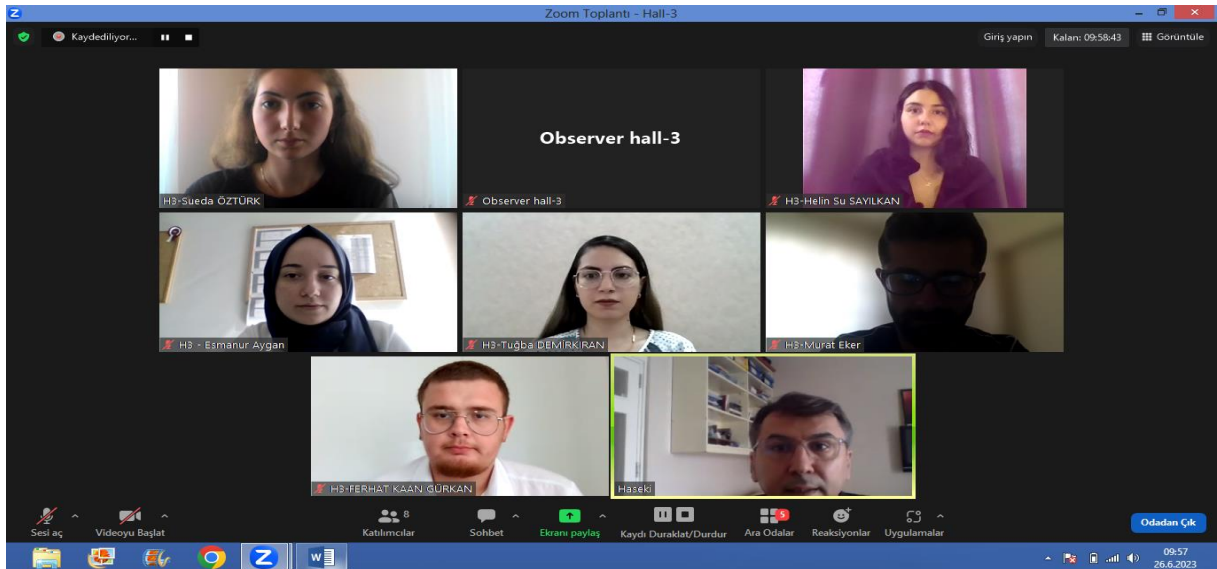 Zoom Toplantı - Hall-3
Kaydediliyor...
Giriş yapın
Kalan: 09:58:43
Görüntüle
H3-Sueda ÖZTÜRK
Observer hall-3
Observer hall-3
H3-Helin Su SAYILKAN
H3 - Esmanur Aygan
H3-Tuğba DEMİRKIRAN
H3-Murat Eker
H3-FERHAT KAAN GÜRKAN
Haseki
Sesi aç
Videoyu Başlat
8
Katılımcılar
Sohbet
Ekranı paylaş
Kaydı Duraklat/Durdur
5
Ara Odalar
Reaksiyonlar
Uygulamalar
Odadan Çık
09:57
26.6.2023